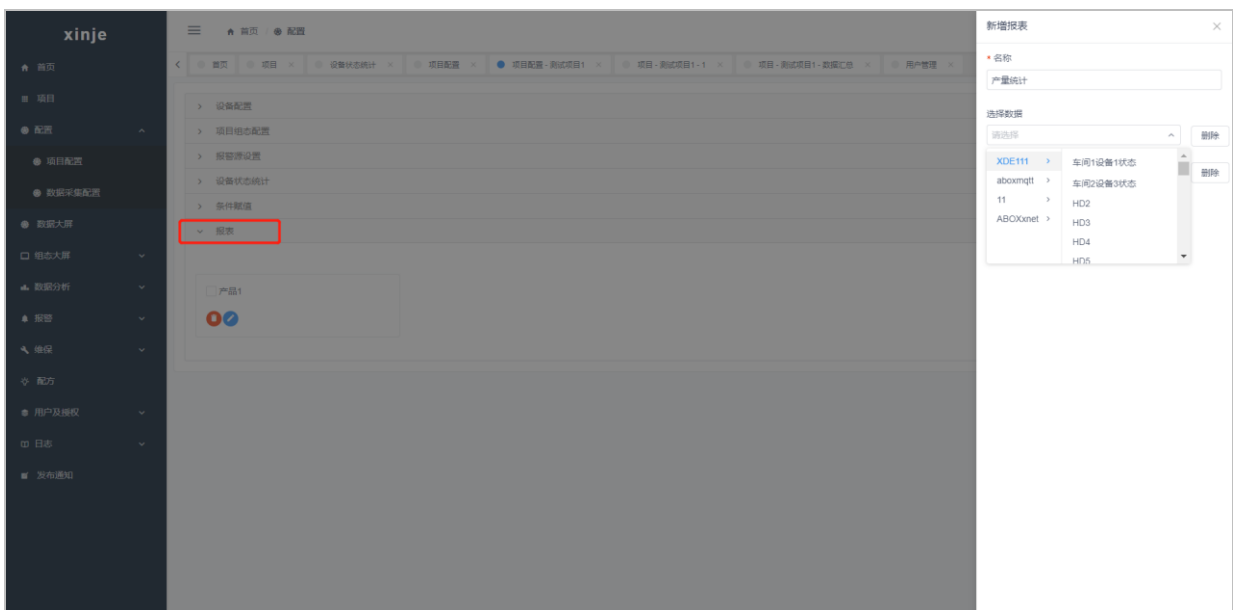 xinje
首页
项目
配置
项目配置
数据采集配置
数据大屏
组态大屏
数据分析
报警
维保
配方
用户及授权
日志
发布通知
首页 / 配置
首页 项目 设备状态统计 项目配置 项目配置-测试项目1 项目-测试项目1-1 项目-测试项目1-数据汇总 用户管理
设备配置
项目组态配置
报警源设置
设备状态统计
条件赋值
报表
产品1
新增报表
* 名称
产量统计
选择数据
请选择 删除
删除
XDE111
aboxmqtt
11
ABOXxnet
车间1设备1状态
车间2设备3状态
HD2
HD3
HD4
HD5